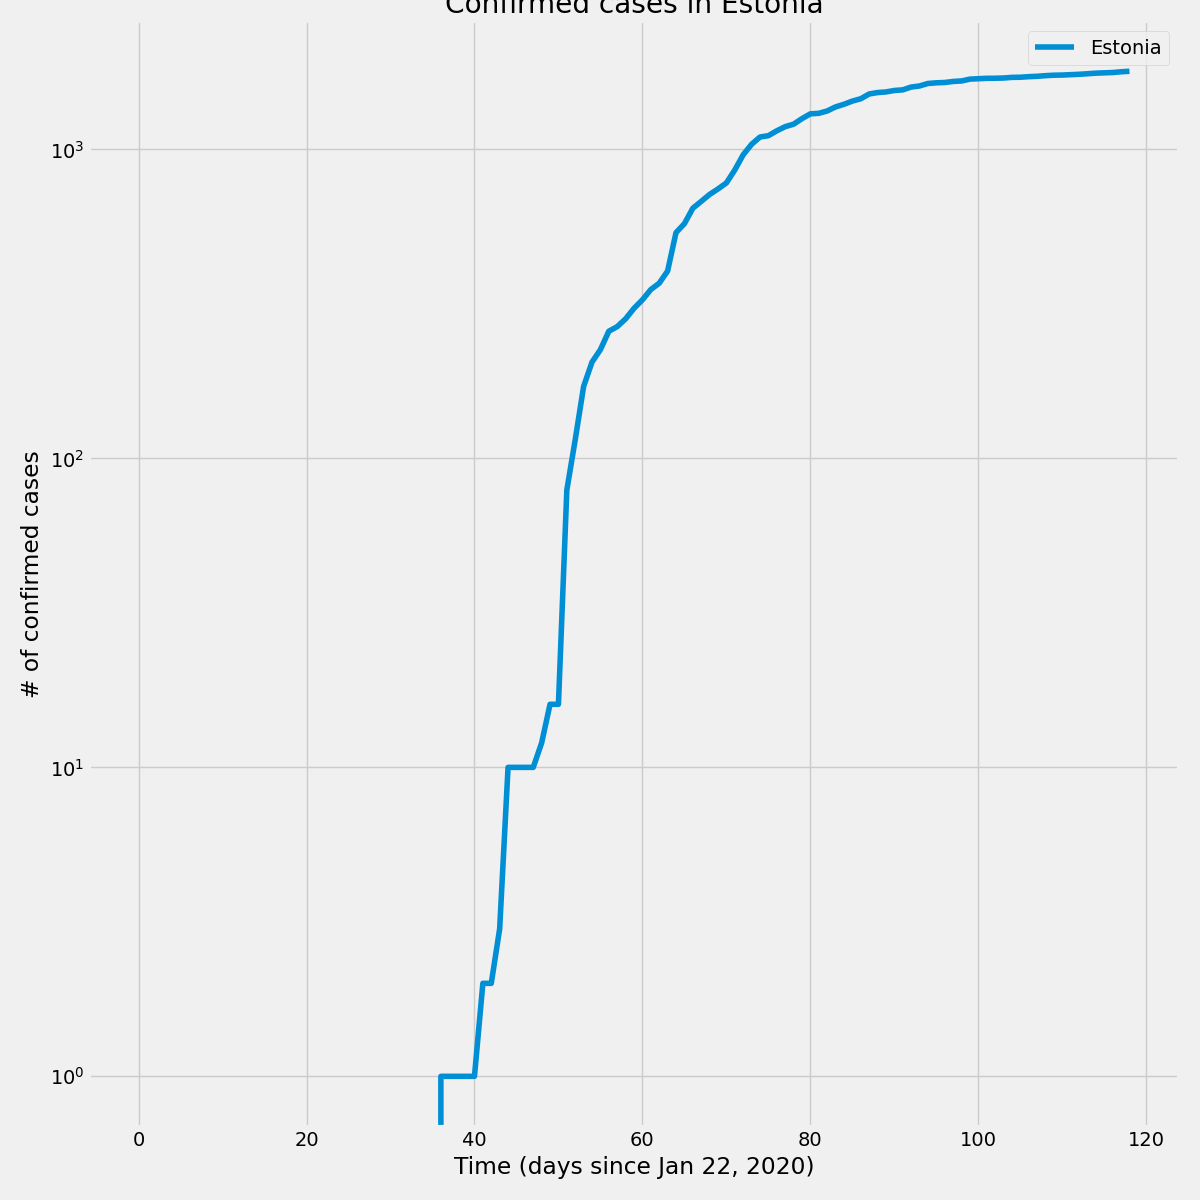 Confirmed cases in Estonia
Estonia
# of confirmed cases
10³
10²
10¹
10⁰
0 20 40 60 80 100 120
Time (days since Jan 22, 2020)